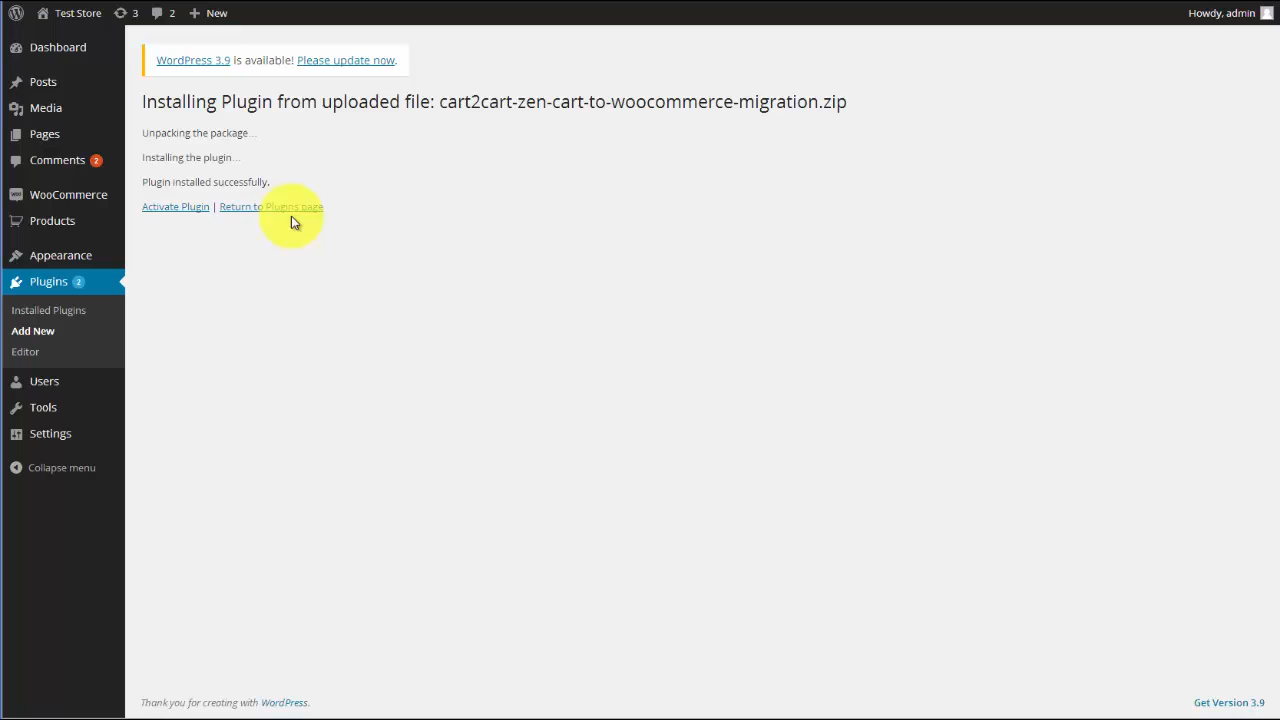 Test Store 3 2 + New Howdy, admin
Dashboard
Posts
Media
Pages
Comments 2
WooCommerce
Products
Appearance
Plugins 2
Installed Plugins
Add New
Editor
Users
Tools
Settings
Collapse menu
WordPress 3.9 is available! Please update now.
Installing Plugin from uploaded file: cart2cart-zen-cart-to-woocommerce-migration.zip
Unpacking the package…
Installing the plugin…
Plugin installed successfully.
Activate Plugin | Return to Plugins page
Thank you for creating with WordPress. Get Version 3.9